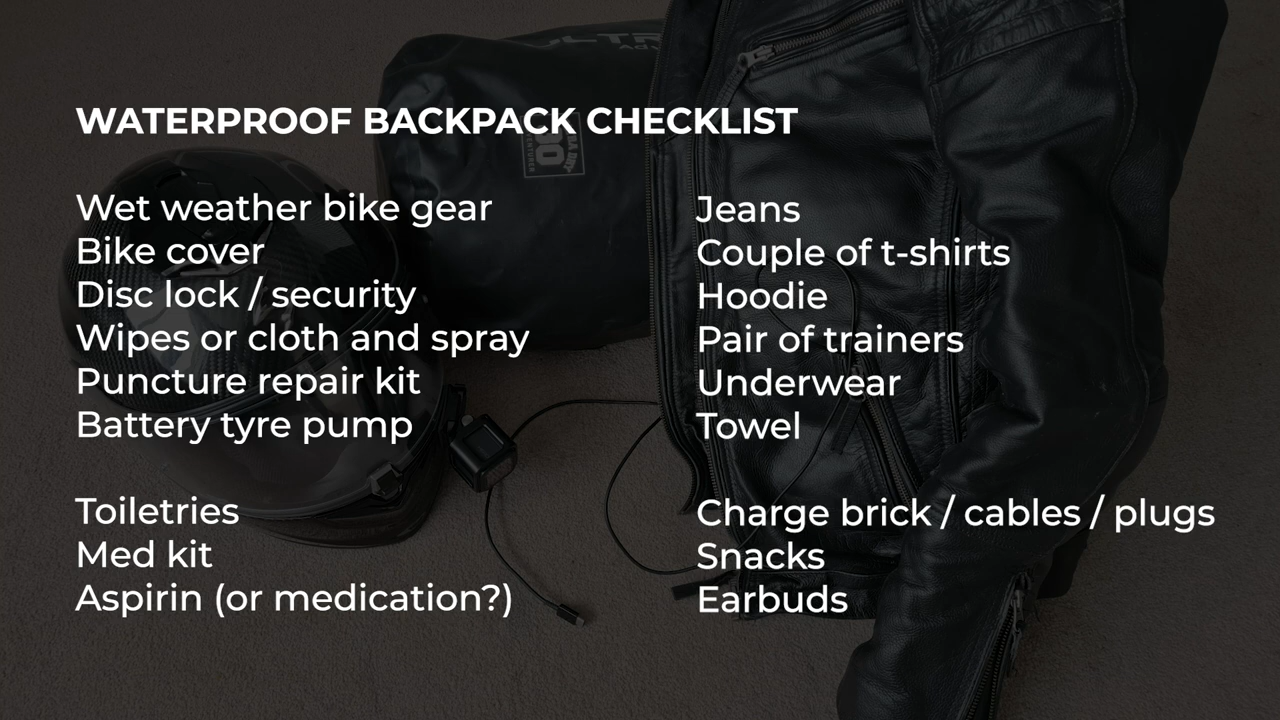 WATERPROOF BACKPACK CHECKLIST
Wet weather bike gear
Bike cover
Disc lock / security
Wipes or cloth and spray
Puncture repair kit
Battery tyre pump
Toiletries
Med kit
Aspirin (or medication?)
Jeans
Couple of t-shirts
Hoodie
Pair of trainers
Underwear
Towel
Charge brick / cables / plugs
Snacks
Earbuds